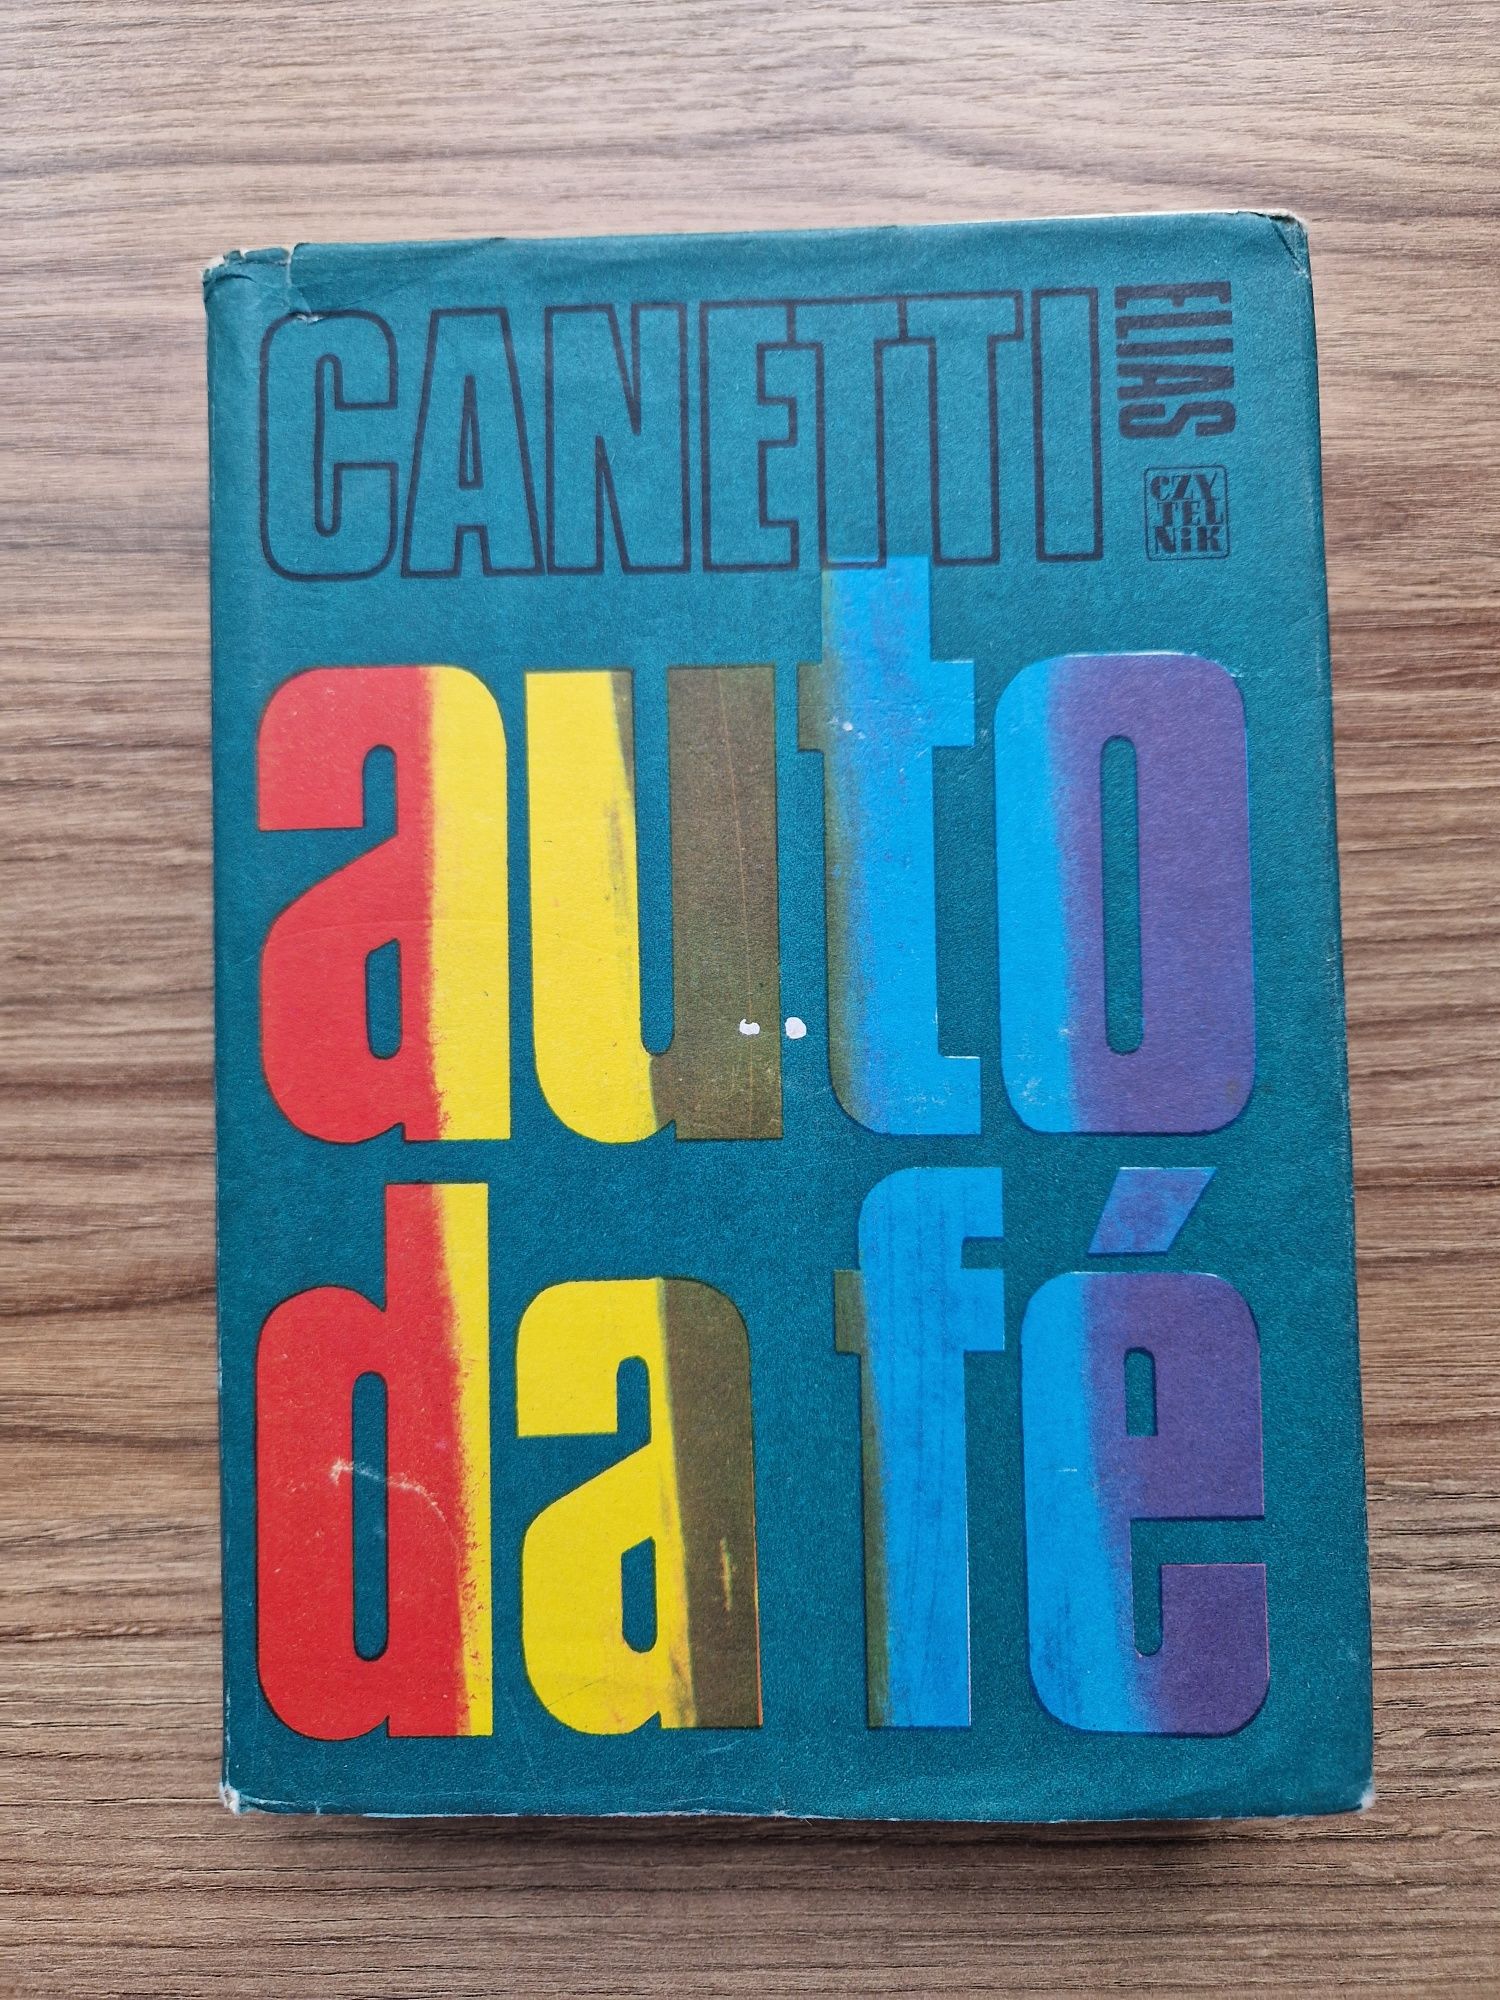 CANETTI
ELIAS
CZY
TEL
NiK
auto
da fé